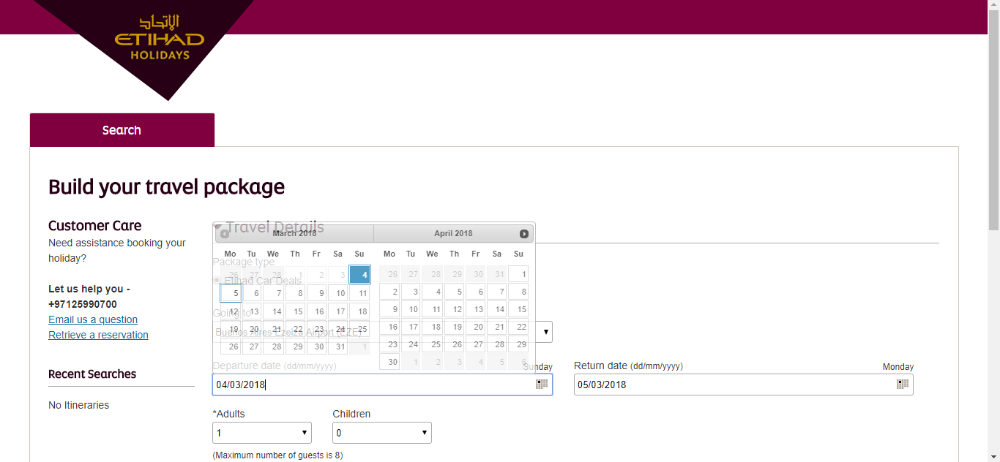 الإتحاد
ETIHAD
HOLIDAYS
Search
Build your travel package
Customer Care
Need assistance booking your
holiday?
Let us help you -
+97125990700
Email us a question
Retrieve a reservation
Recent Searches
No Itineraries
Travel Details
Package type
Etihad Car Deals
Going to
Buenos Aires Ezeiza Airport (EZE)
March 2018
Mo Tu We Th Fr Sa Su
26 27 28 1 2 3 4
5 6 7 8 9 10 11
12 13 14 15 16 17 18
19 20 21 22 23 24 25
26 27 28 29 30 31 1
April 2018
Mo Tu We Th Fr Sa Su
26 27 28 29 30 31 1
2 3 4 5 6 7 8
9 10 11 12 13 14 15
16 17 18 19 20 21 22
23 24 25 26 27 28 29
30 1 2 3 4 5 6
Departure date (dd/mm/yyyy) Sunday
04/03/2018
Return date (dd/mm/yyyy) Monday
05/03/2018
*Adults Children
1 0
(Maximum number of guests is 8)